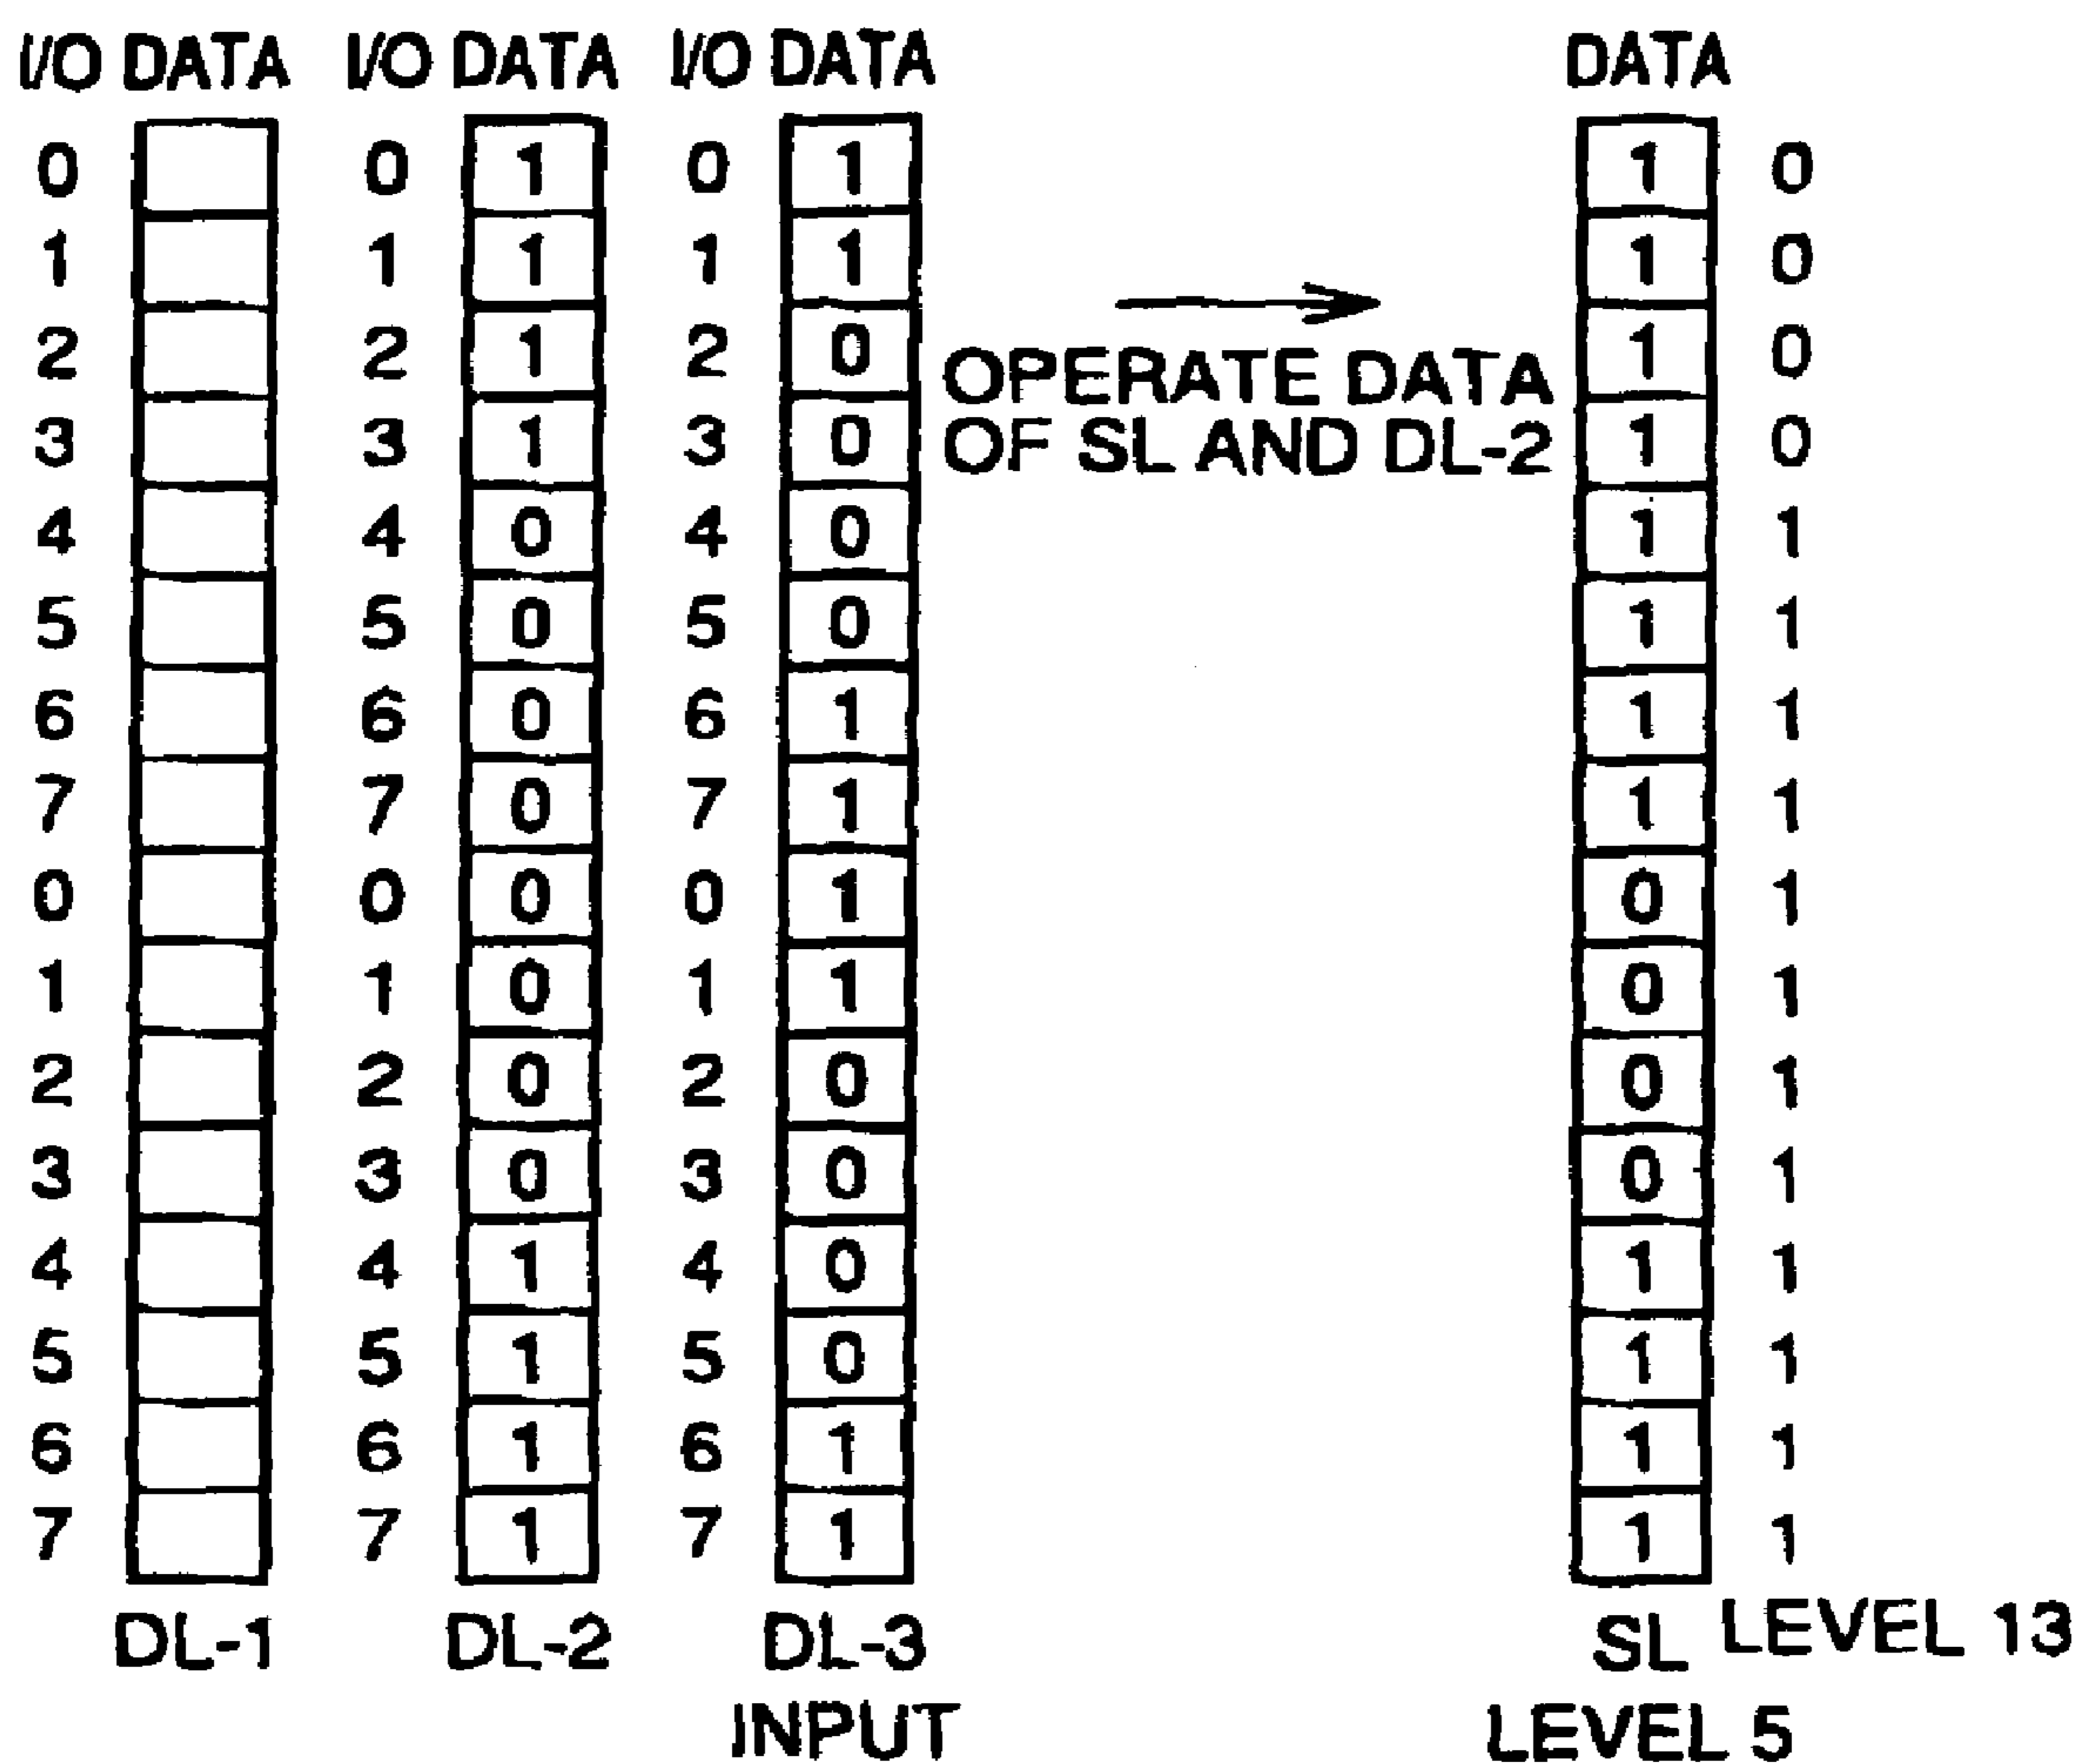 I/O DATA I/O DATA I/O DATA DATA
0 0 1 0 1 1 0
1 1 1 1 1 1 0
2 2 1 2 0 1 0
3 3 1 3 0 1 0
OPERATE DATA
OF SL AND DL-2
4 4 0 4 0 1 1
5 5 0 5 0 1 1
6 6 0 6 1 1 1
7 7 0 7 1 1 1
0 0 0 0 1 0 1
1 1 0 1 1 0 1
2 2 0 2 0 0 1
3 3 0 3 0 0 1
4 4 1 4 0 1 1
5 5 1 5 0 1 1
6 6 1 6 1 1 1
7 7 1 7 1 1 1
DL-1 DL-2 DL-3 SL LEVEL 13
INPUT LEVEL 5